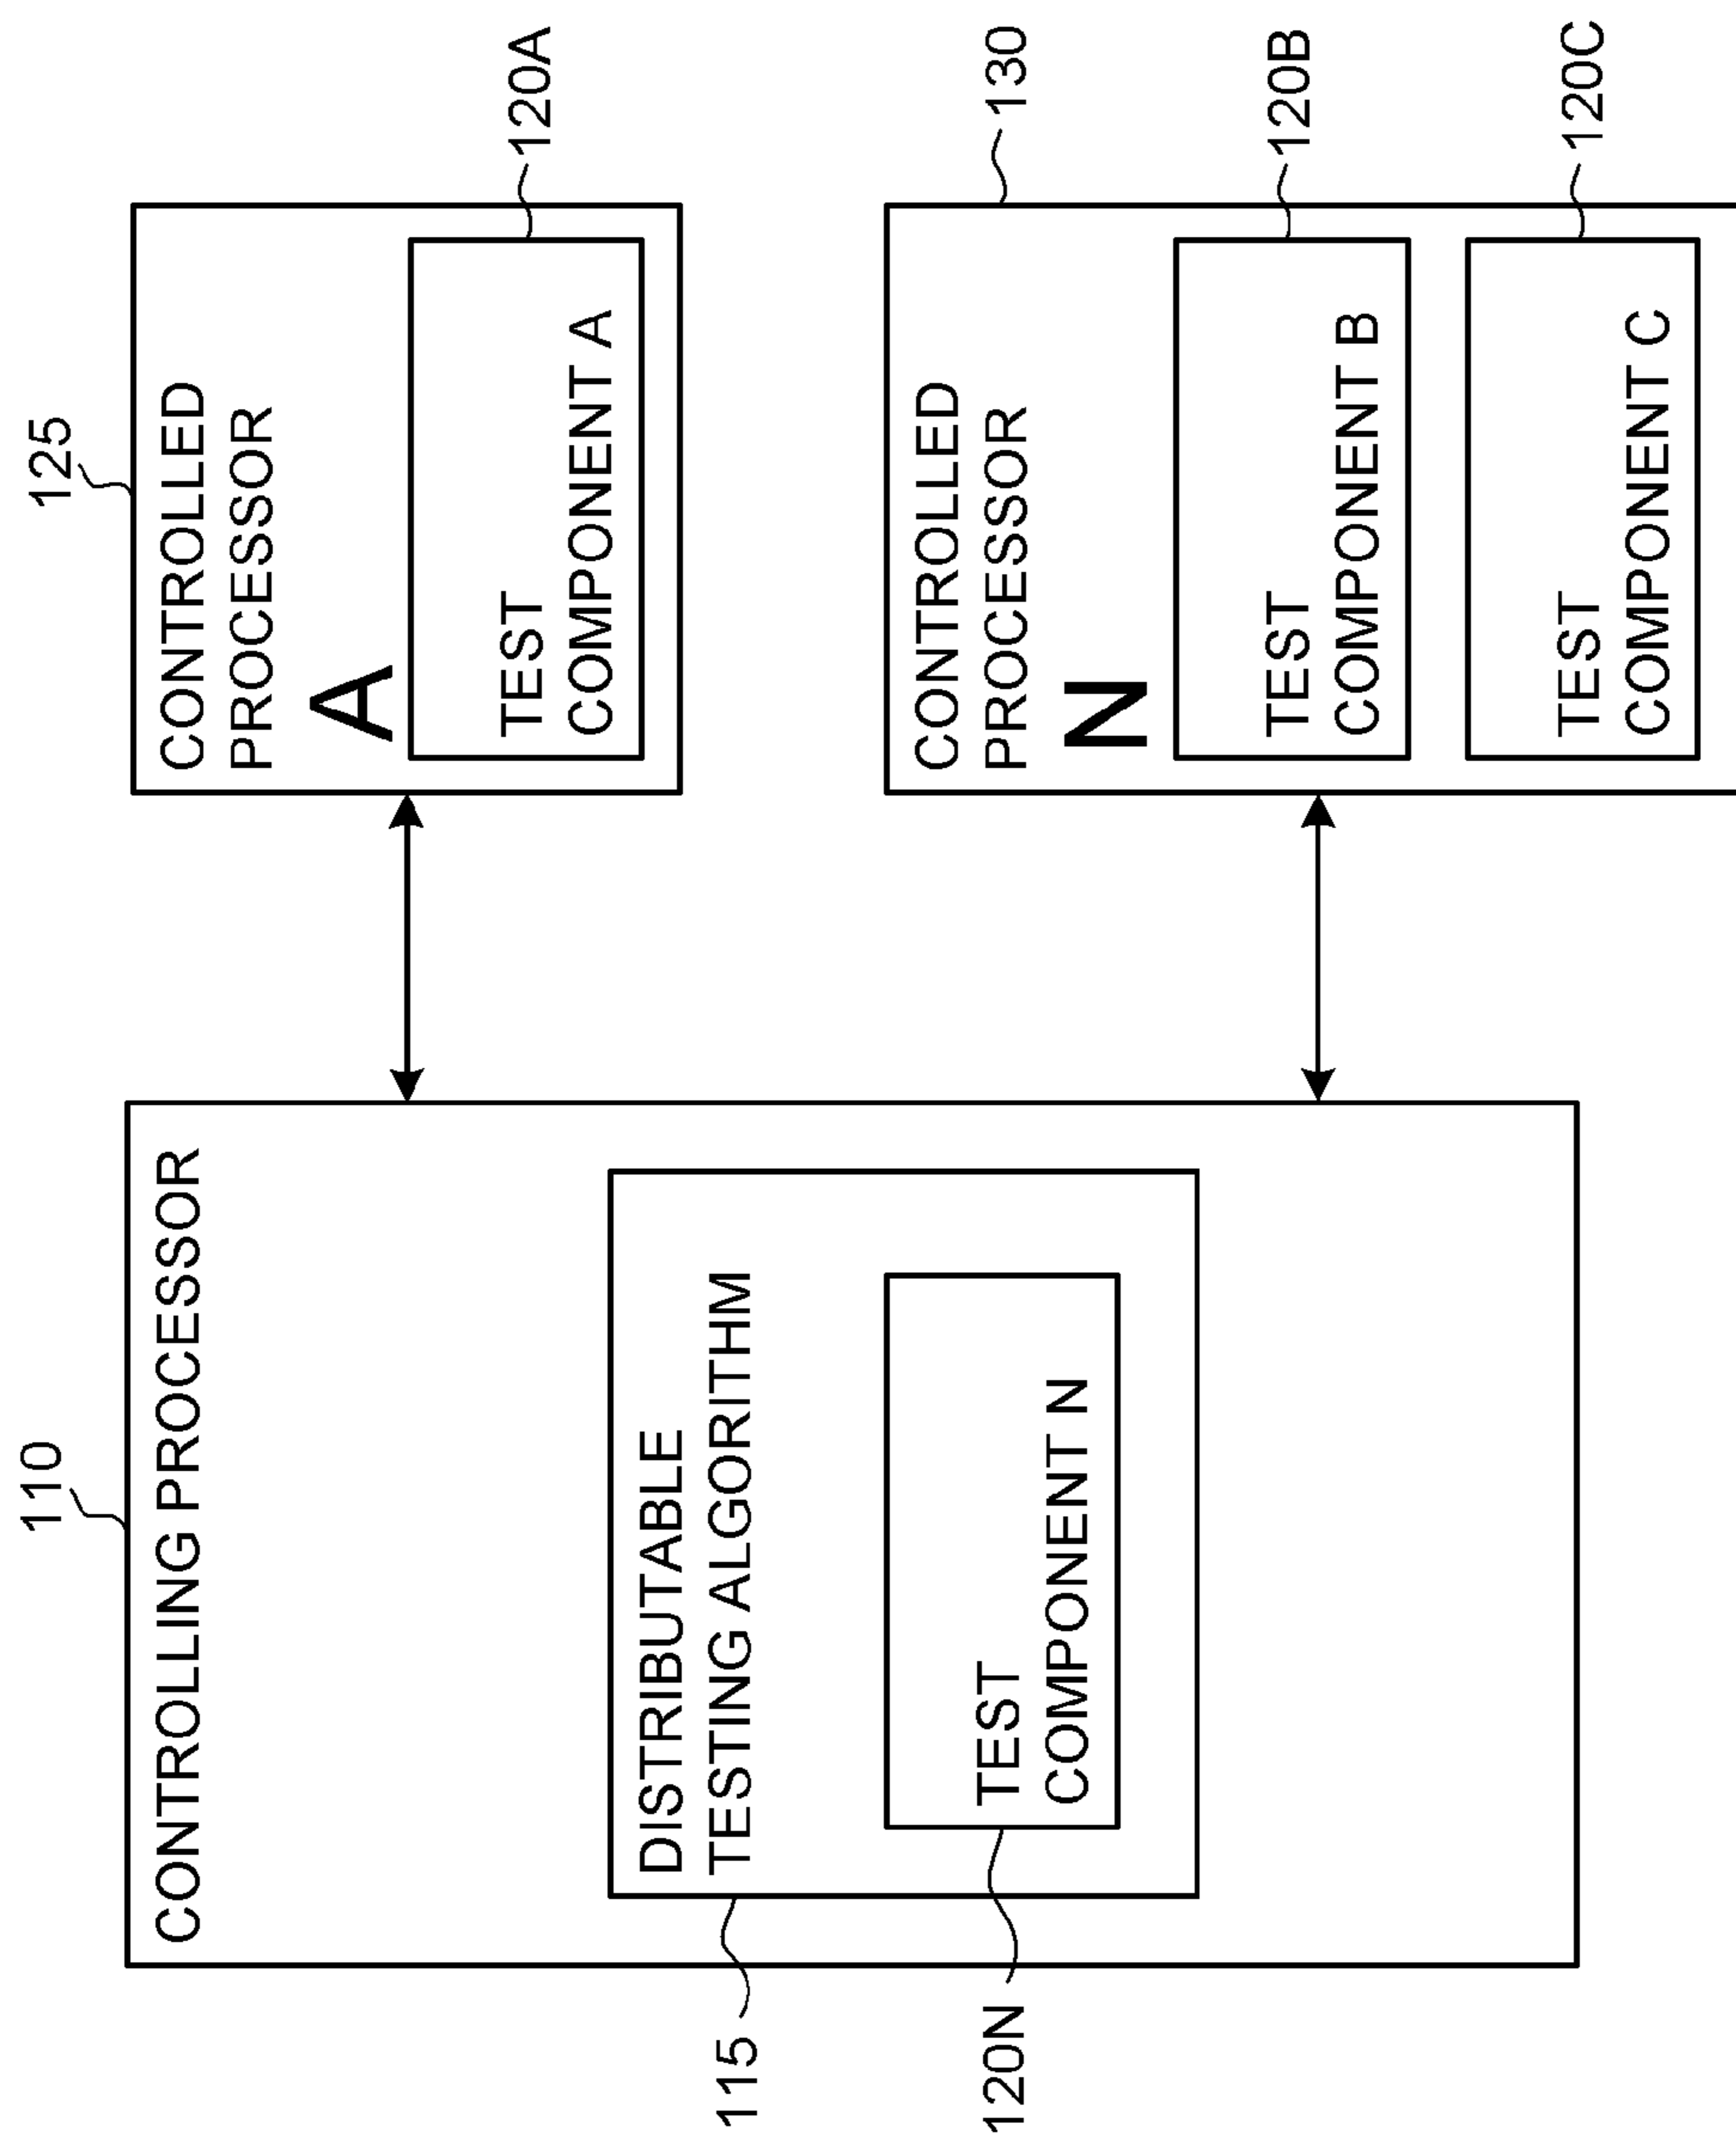 110
CONTROLLING PROCESSOR
DISTRIBUTABLE
TESTING ALGORITHM
115
TEST
COMPONENT N
120N
125
CONTROLLED
PROCESSOR
A
TEST
COMPONENT A
120A
CONTROLLED
PROCESSOR
130
N
TEST
COMPONENT B
120B
TEST
COMPONENT C
120C